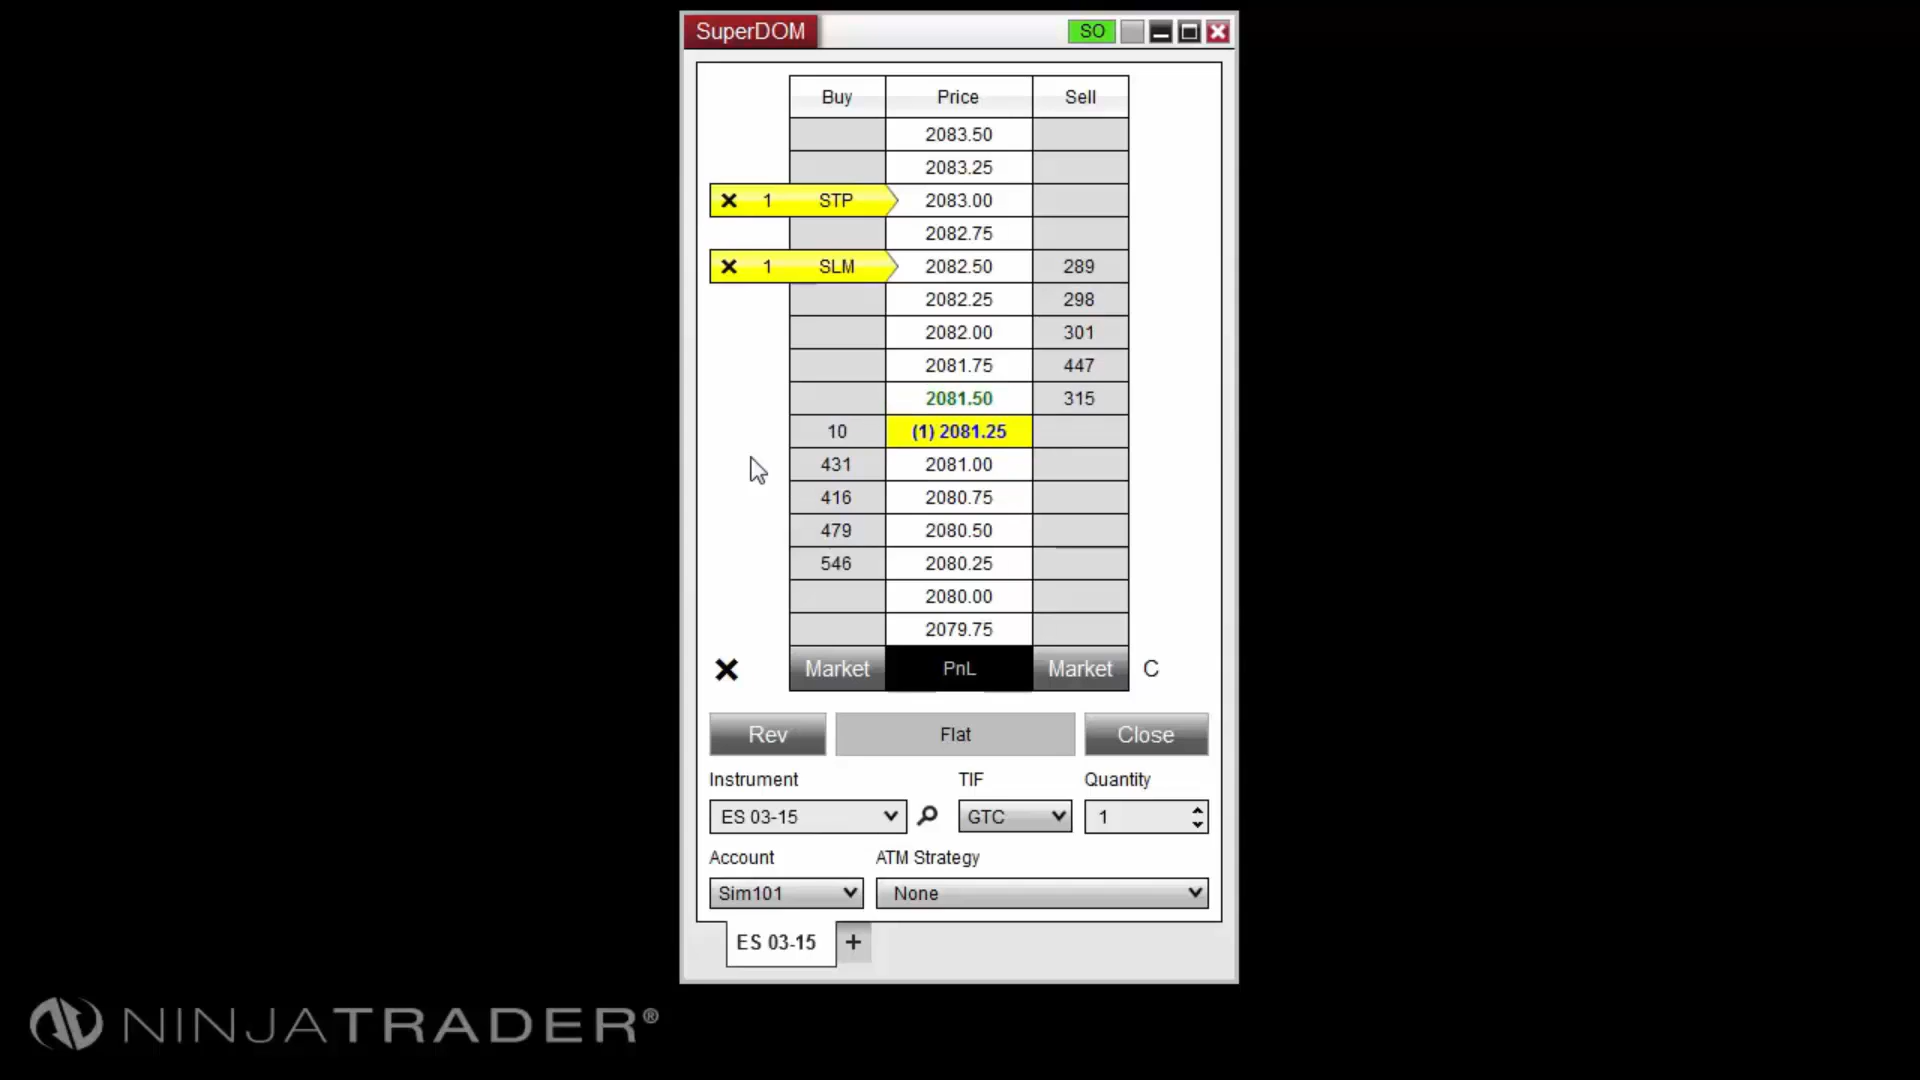 SuperDOM SO
Buy Price Sell
2083.50
2083.25
1 STP 2083.00
2082.75
1 SLM 2082.50 289
2082.25 298
2082.00 301
2081.75 447
2081.50 315
10 (1) 2081.25
431 2081.00
416 2080.75
479 2080.50
546 2080.25
2080.00
2079.75
Market PnL Market C
Rev Flat Close
Instrument TIF Quantity
ES 03-15 GTC 1
Account ATM Strategy
Sim101 None
ES 03-15 +
NINJATRADER®